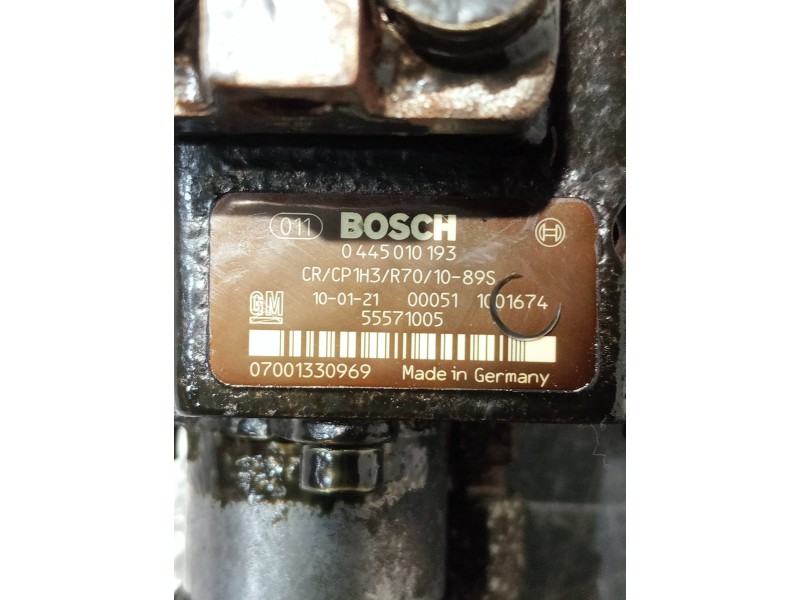 011 BOSCH
0 445 010 193
CR/CP1H3/R70/10-89S
GM 10-01-21 00051 1001674
55571005
07001330969 Made in Germany